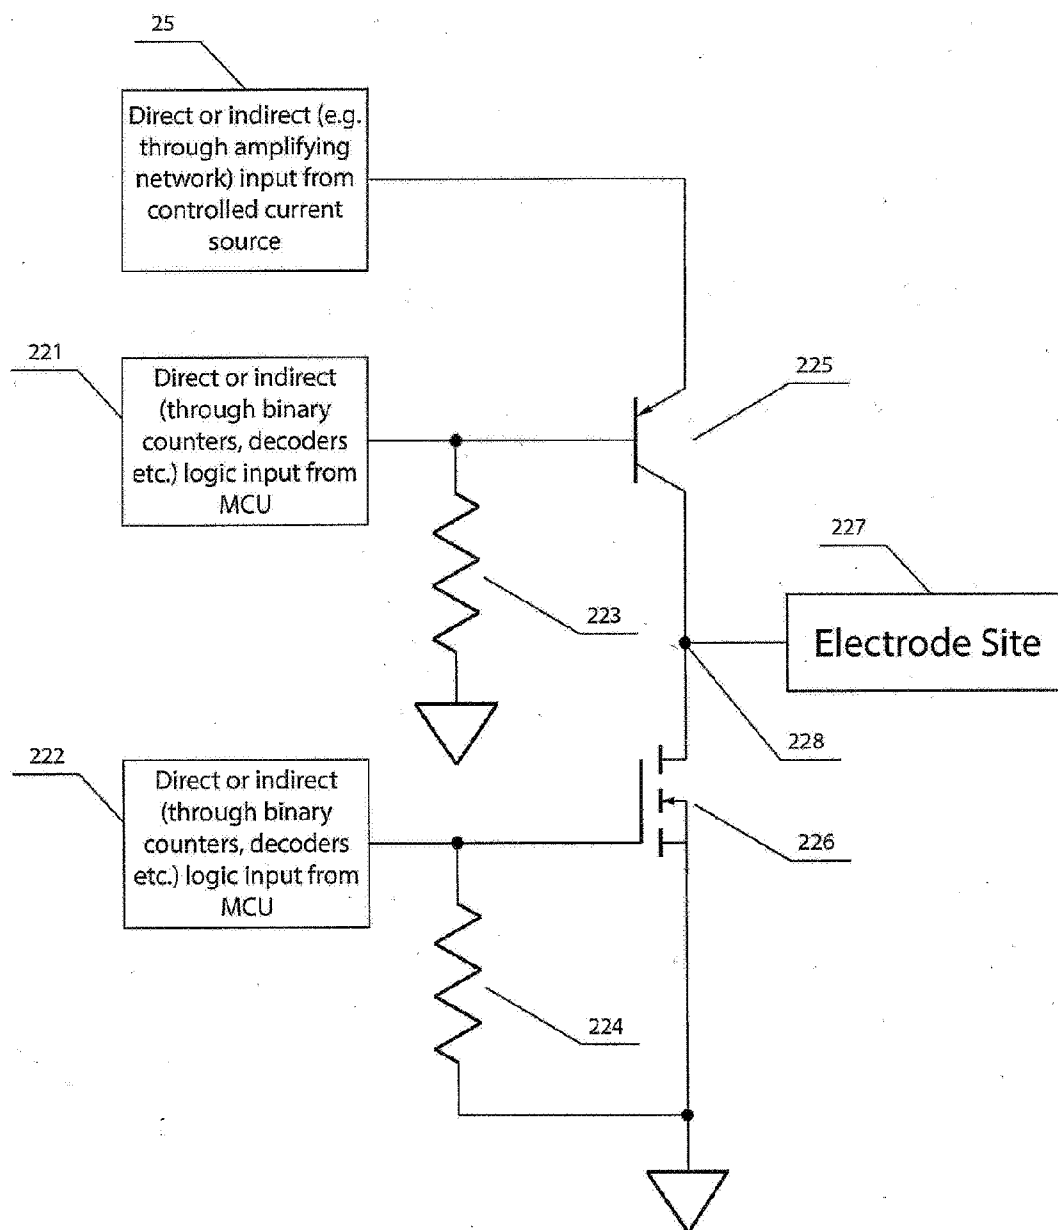 25
Direct or indirect (e.g.
through amplifying
network) input from
controlled current
source
221
Direct or indirect
(through binary
counters, decoders
etc.) logic input from
MCU
225
227
223
Electrode Site
228
222
Direct or indirect
(through binary
counters, decoders
etc.) logic input from
MCU
226
224